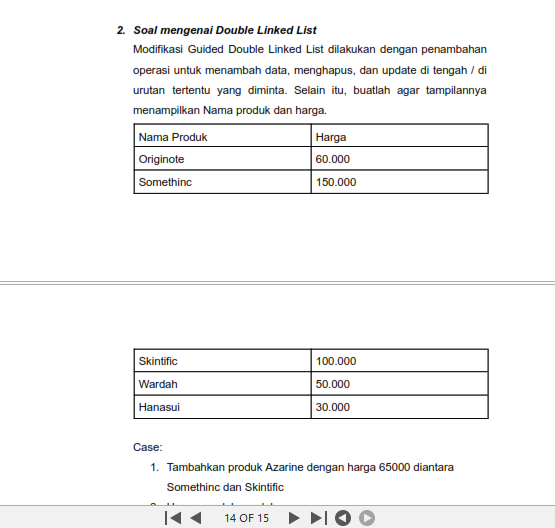 2. Soal mengenai Double Linked List
Modifikasi Guided Double Linked List dilakukan dengan penambahan
operasi untuk menambah data, menghapus, dan update di tengah / di
urutan tertentu yang diminta. Selain itu, buatlah agar tampilannya
menampilkan Nama produk dan harga.
Nama Produk Harga
Originote 60.000
Somethinc 150.000
Skintific 100.000
Wardah 50.000
Hanasui 30.000
Case:
1. Tambahkan produk Azarine dengan harga 65000 diantara
Somethinc dan Skintific
14 OF 15